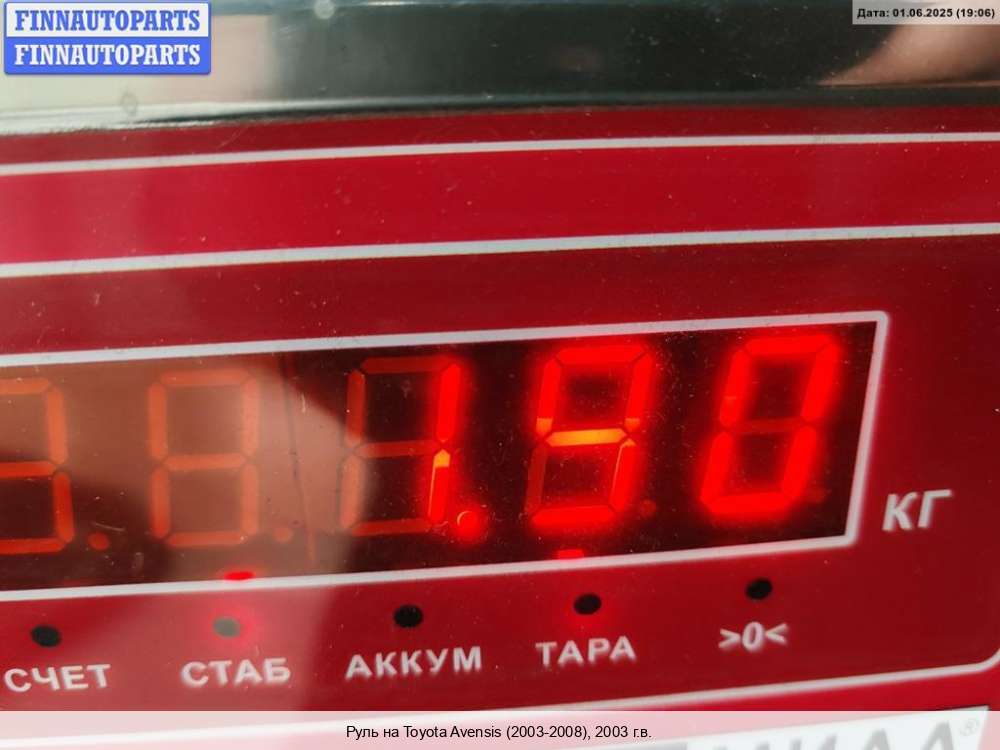 FINNAUTOPARTS
FINNAUTOPARTS
Дата: 01.06.2025 (19:06)
1.90
КГ
СЧЕТ СТАБ АККУМ ТАРА >0<
Руль на Toyota Avensis (2003-2008), 2003 г.в.